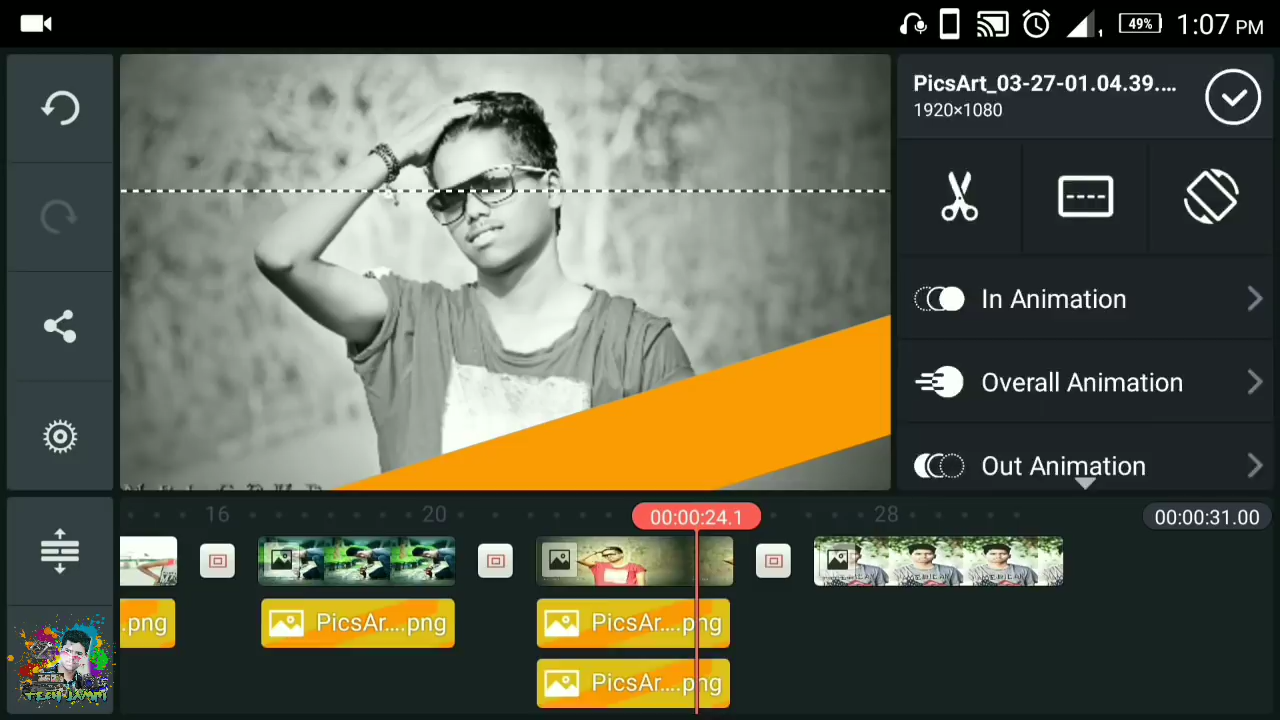 49% 1:07 PM
PicsArt_03-27-01.04.39....
1920×1080
In Animation
Overall Animation
Out Animation
16
20
00:00:24.1
28
00:00:31.00
.png
PicsAr....png
PicsAr....png
PicsAr....png
TECHJXVM